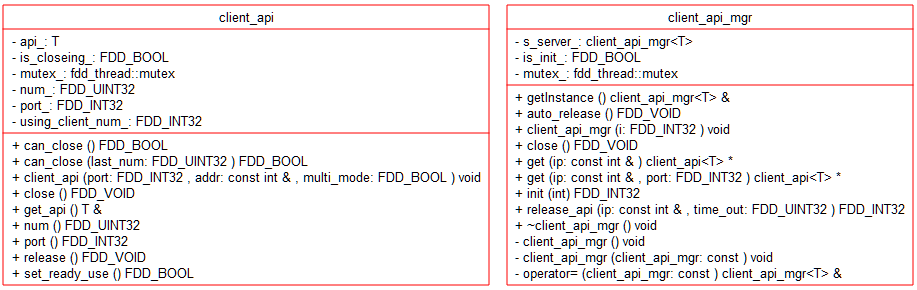 client_api
- api_: T
- is_closeing_: FDD_BOOL
- mutex_: fdd_thread::mutex
- num_: FDD_UINT32
- port_: FDD_INT32
- using_client_num_: FDD_INT32
+ can_close () FDD_BOOL
+ can_close (last_num: FDD_UINT32 ) FDD_BOOL
+ client_api (port: FDD_INT32 , addr: const int & , multi_mode: FDD_BOOL ) void
+ close () FDD_VOID
+ get_api () T &
+ num () FDD_UINT32
+ port () FDD_INT32
+ release () FDD_VOID
+ set_ready_use () FDD_BOOL
client_api_mgr
- s_server_: client_api_mgr<T>
- is_init_: FDD_BOOL
- mutex_: fdd_thread::mutex
+ getInstance () client_api_mgr<T> &
+ auto_release () FDD_VOID
+ client_api_mgr (i: FDD_INT32 ) void
+ close () FDD_VOID
+ get (ip: const int & ) client_api<T> *
+ get (ip: const int & , port: FDD_INT32 ) client_api<T> *
+ init (int) FDD_INT32
+ release_api (ip: const int & , time_out: FDD_UINT32 ) FDD_INT32
+ ~client_api_mgr () void
- client_api_mgr () void
- client_api_mgr (client_api_mgr: const ) void
- operator= (client_api_mgr: const ) client_api_mgr<T> &